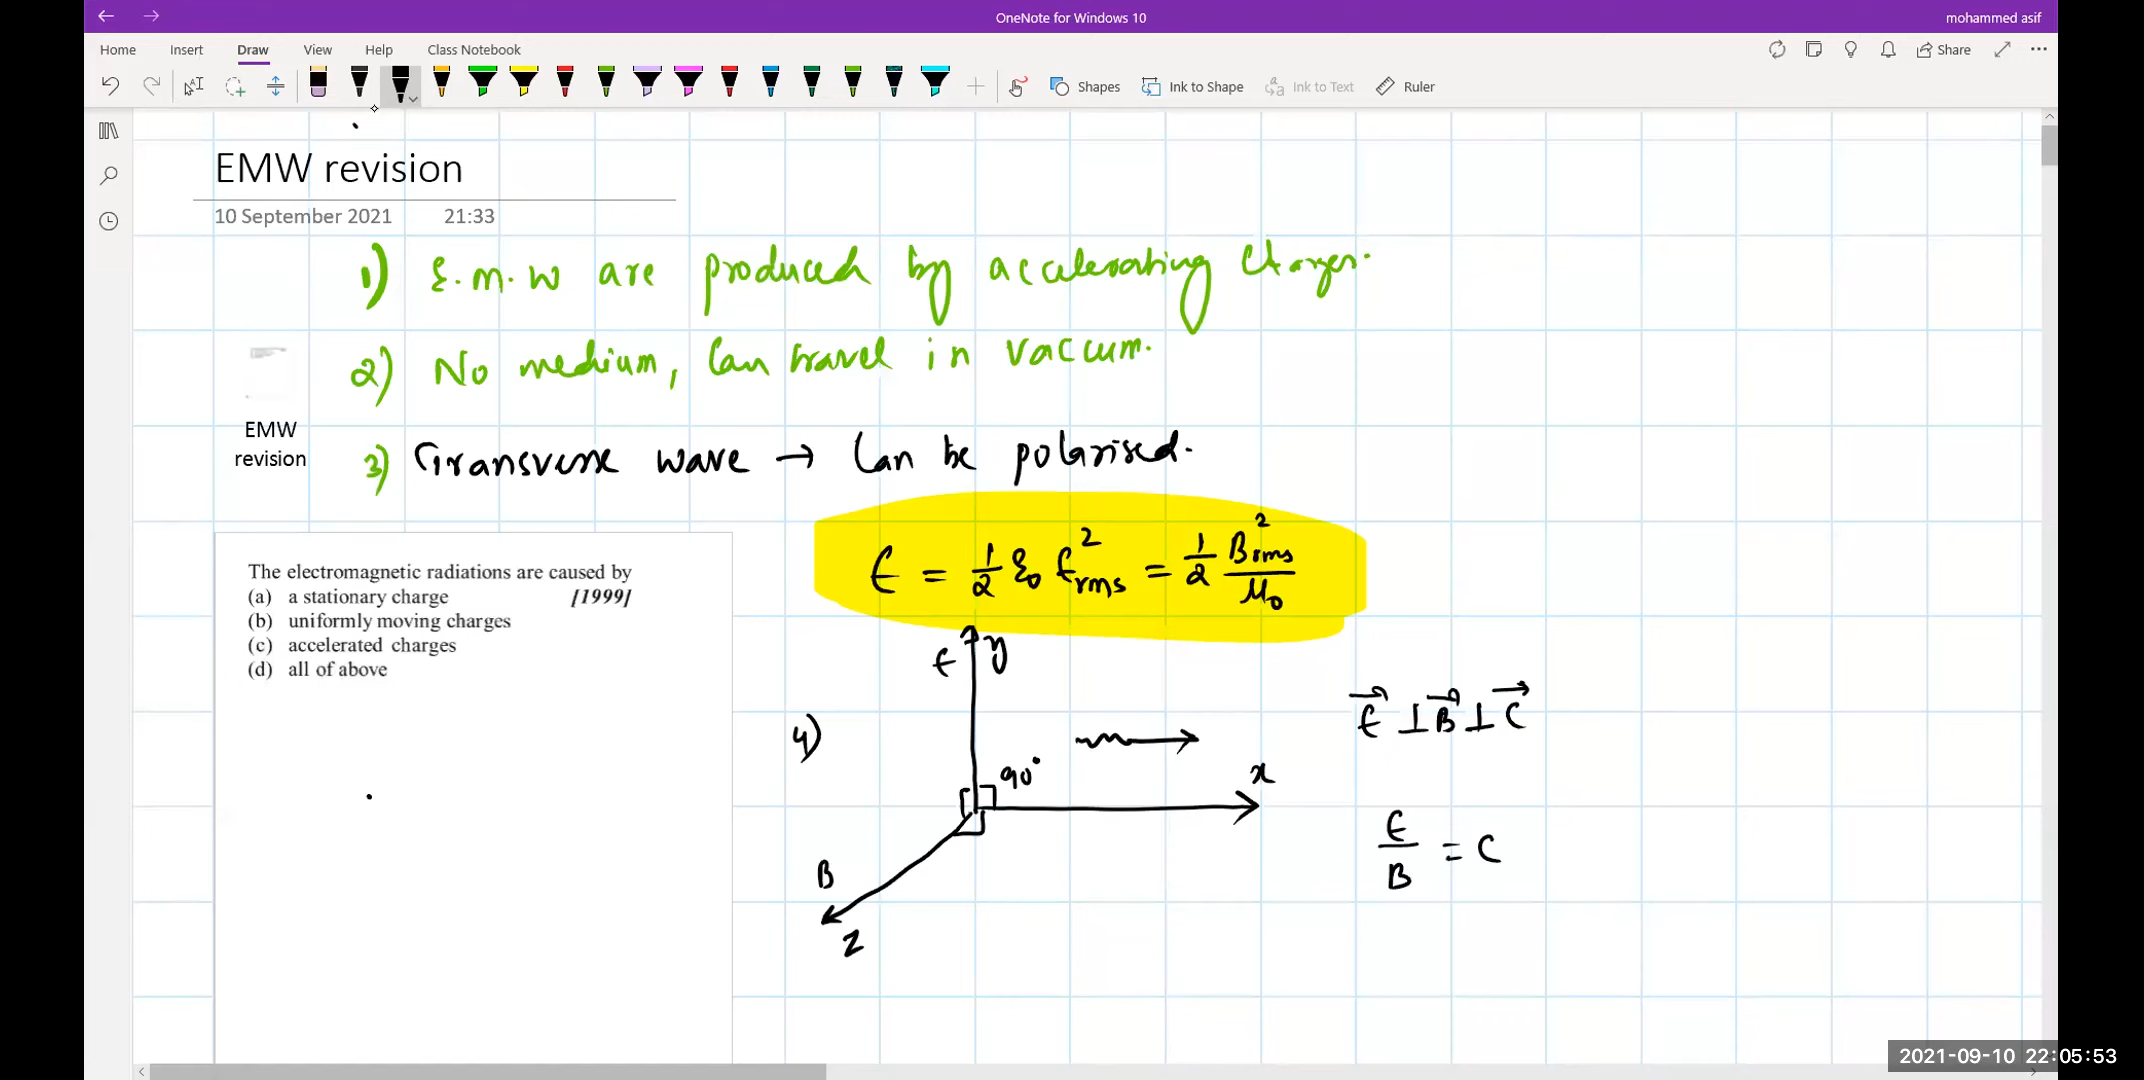 OneNote for Windows 10
mohammed asif
Home Insert Draw View Help Class Notebook
Share
Shapes Ink to Shape Ink to Text Ruler
EMW revision
10 September 2021 21:33
1) E.m.w are produced by accelerating charges.
2) No medium, Can travel in vaccum.
EMW
revision
3) Transverse wave → Can be polarised.
E = 1/2 ε₀ E²rms = 1/2 B²rms/μ₀
The electromagnetic radiations are caused by
(a) a stationary charge [1999]
(b) uniformly moving charges
(c) accelerated charges
(d) all of above
E y
4)
90°
x
B
z
E⃗ ⊥ B⃗ ⊥ C⃗
E/B = C
2021-09-10 22:05:53